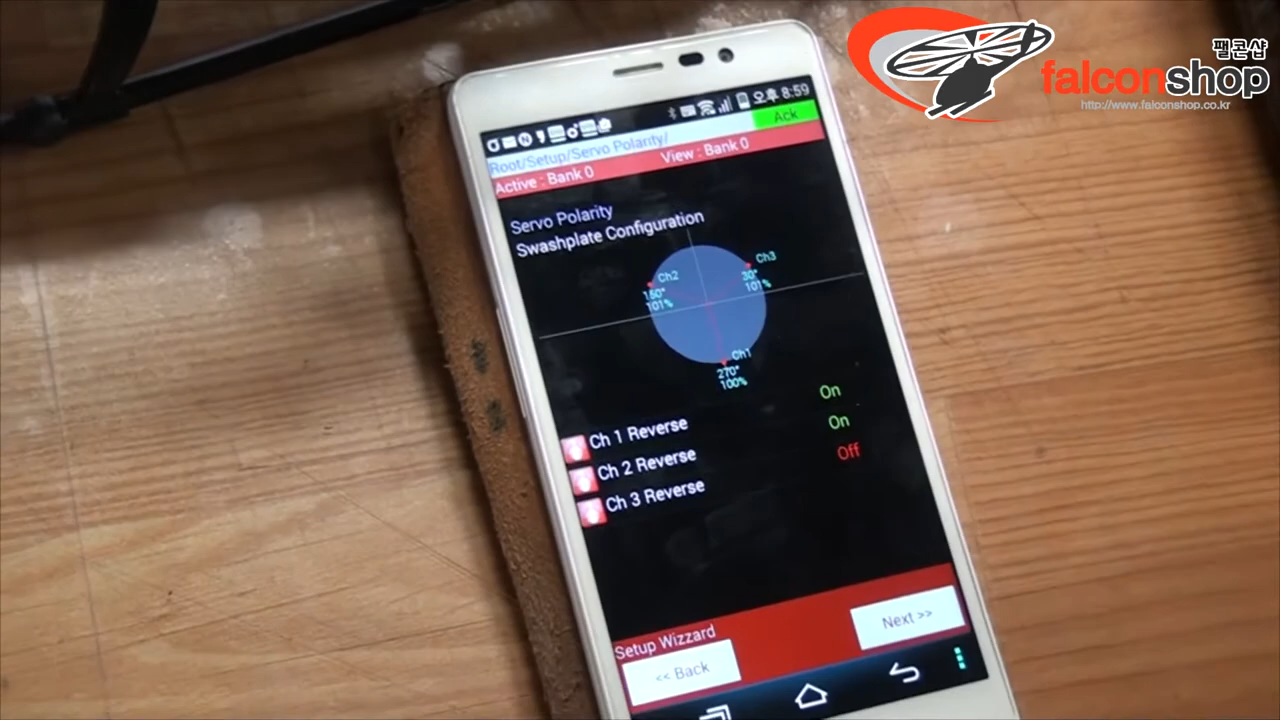 팰콘샵
falconshop
http://www.falconshop.co.kr
오후 8:59
Root/Setup/Servo Polarity/
Ack
Active : Bank 0
View : Bank 0
Servo Polarity
Swashplate Configuration
Ch2
150°
101%
Ch3
30°
101%
Ch1
270°
100%
Ch 1 Reverse On
Ch 2 Reverse On
Ch 3 Reverse Off
Setup Wizzard
<< Back
Next >>